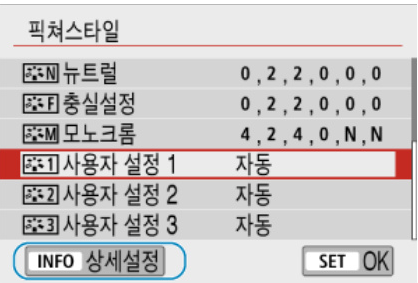 픽쳐스타일
N 뉴트럴 0,2,2,0,0,0
F 충실설정 0,2,2,0,0,0
M 모노크롬 4,2,4,0,N,N
1 사용자 설정 1 자동
2 사용자 설정 2 자동
3 사용자 설정 3 자동
INFO 상세설정 SET OK